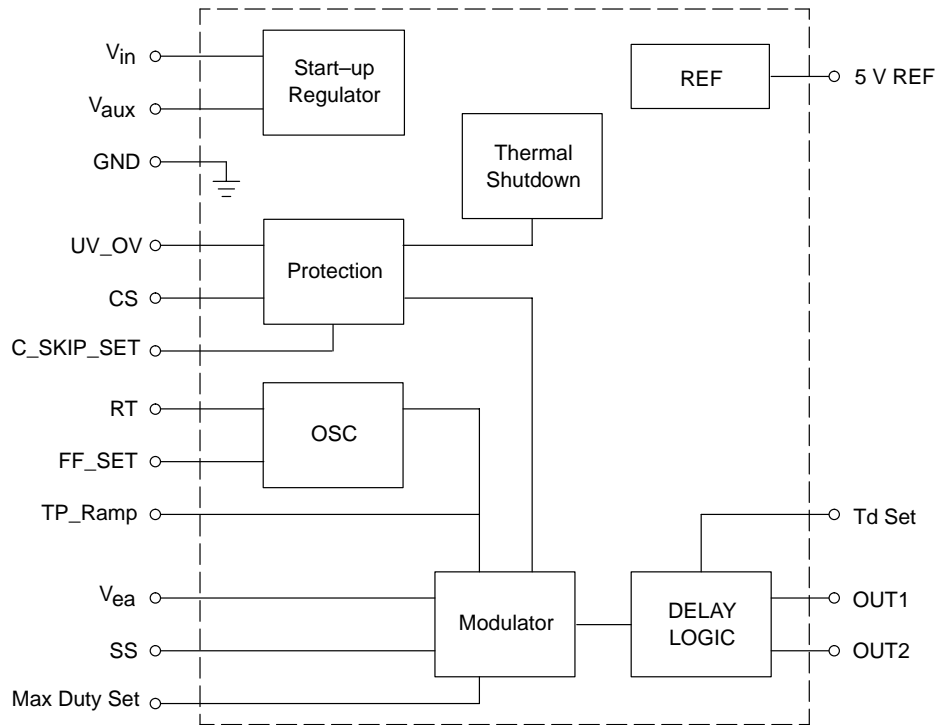 Vin
Start–up
Regulator
REF
5 V REF
Vaux
Thermal
Shutdown
GND
UV_OV
Protection
CS
C_SKIP_SET
RT
OSC
FF_SET
TP_Ramp
Td Set
Vea
Modulator
DELAY
LOGIC
OUT1
SS
OUT2
Max Duty Set